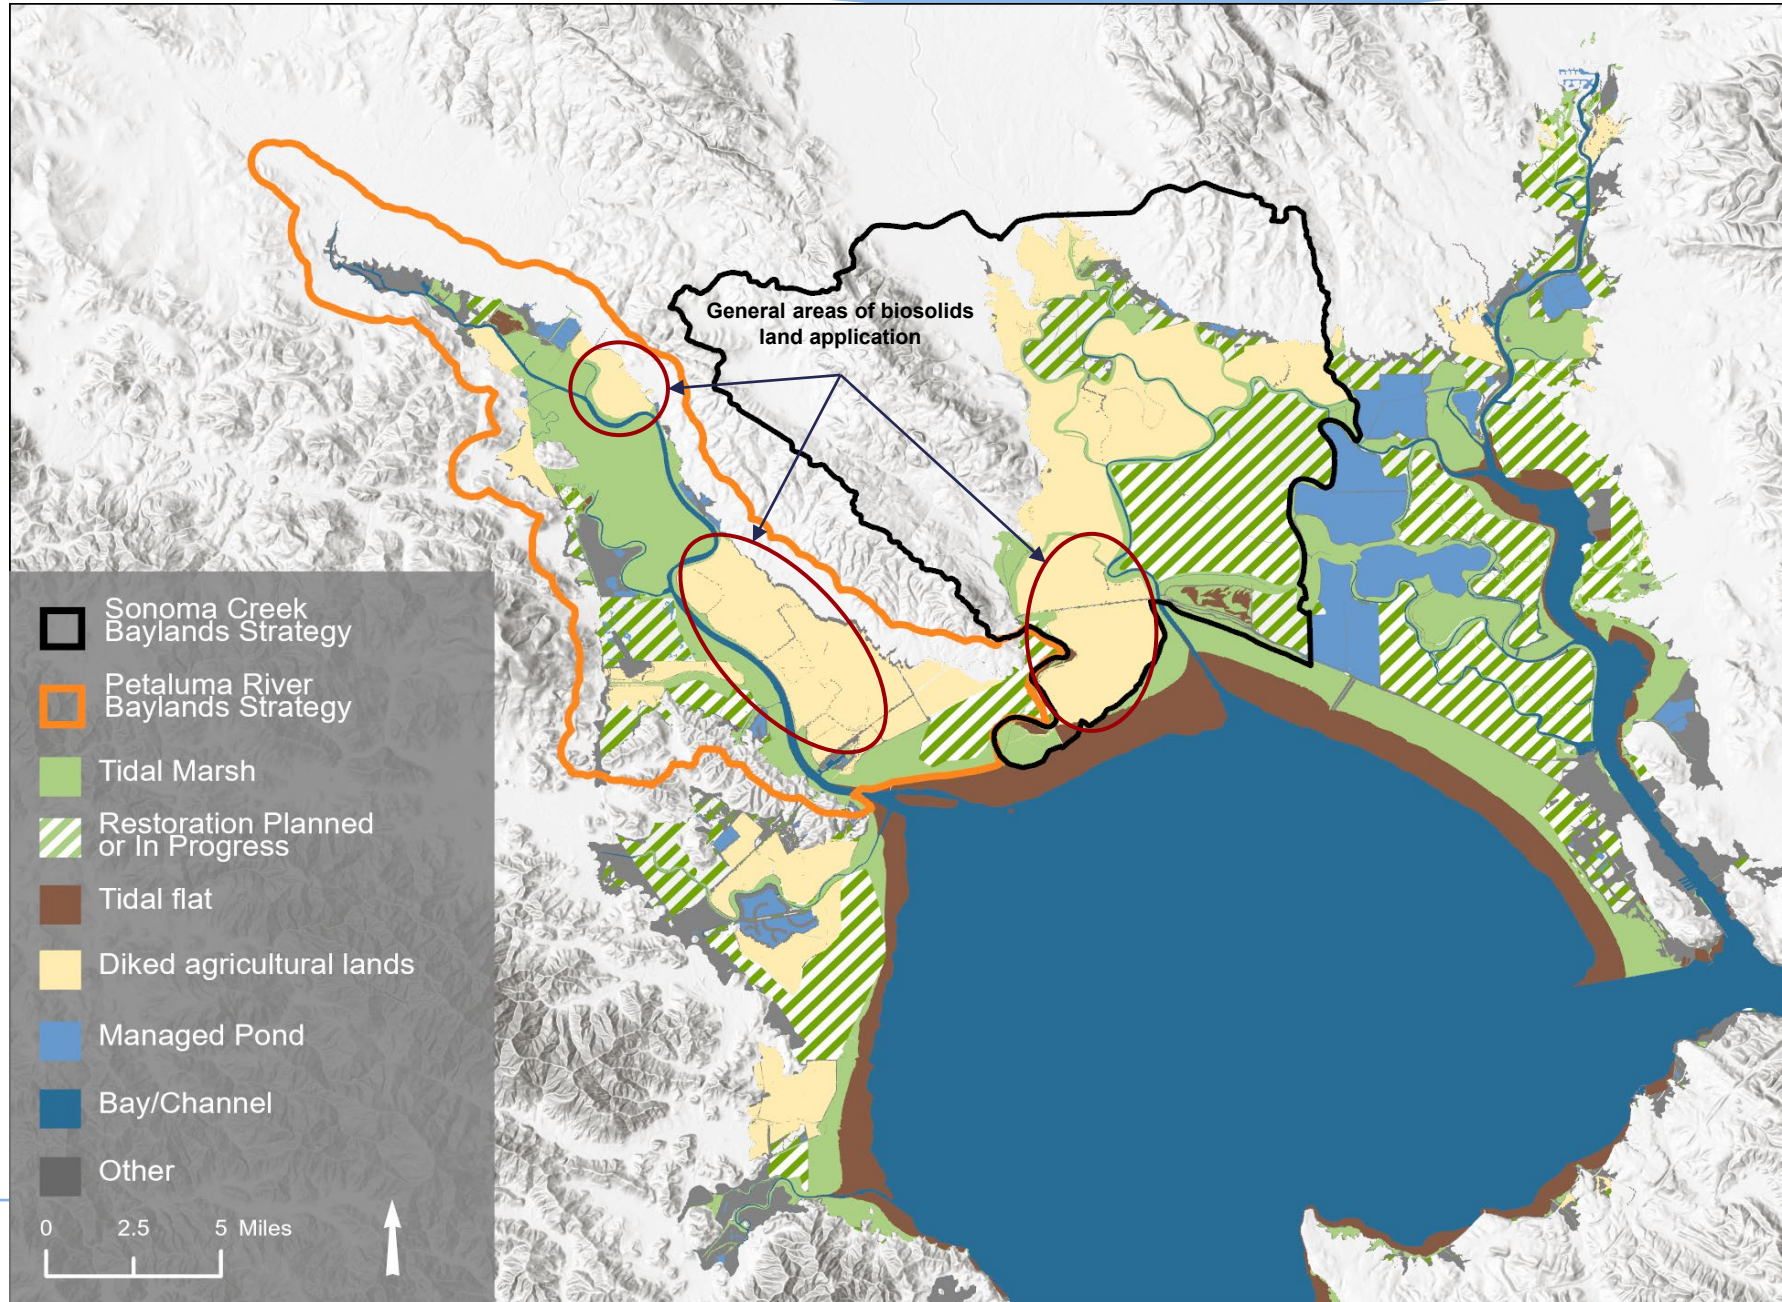 General areas of biosolids
land application
Sonoma Creek
Baylands Strategy
Petaluma River
Baylands Strategy
Tidal Marsh
Restoration Planned
or In Progress
Tidal flat
Diked agricultural lands
Managed Pond
Bay/Channel
Other
0 2.5 5 Miles